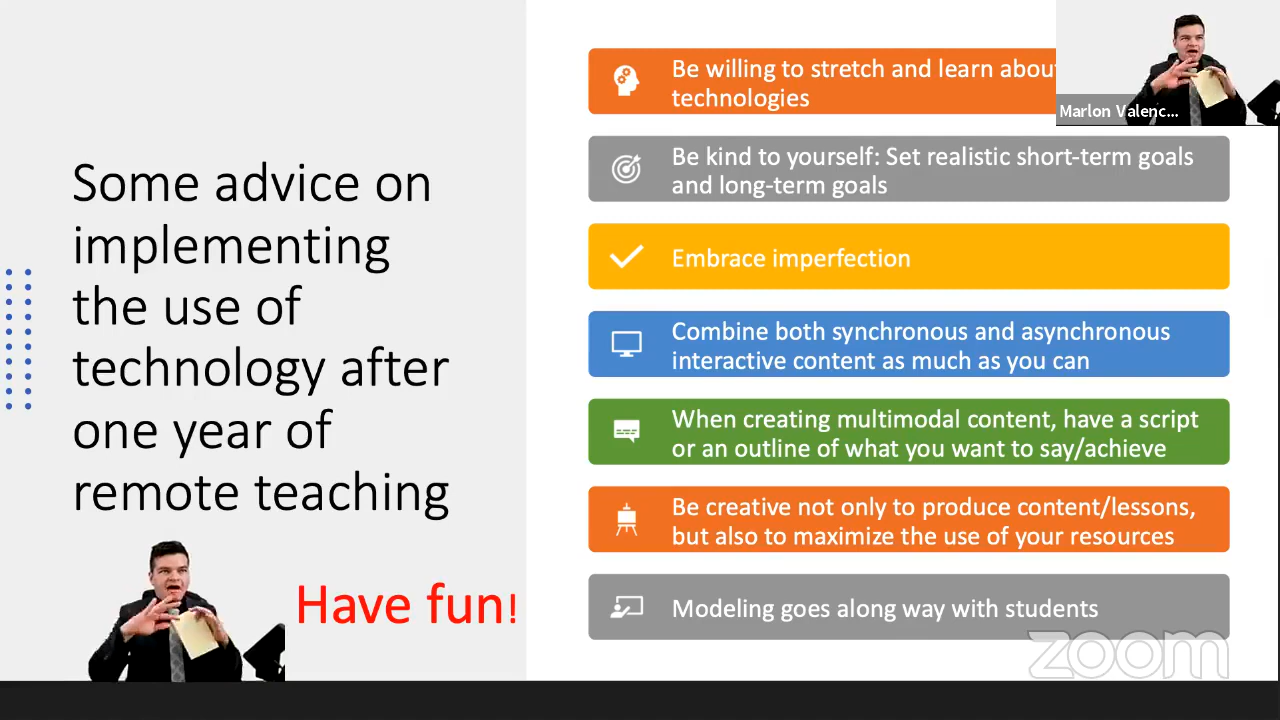 Some advice on
implementing
the use of
technology after
one year of
remote teaching
Have fun!
Be willing to stretch and learn about
technologies
Be kind to yourself: Set realistic short-term goals
and long-term goals
Embrace imperfection
Combine both synchronous and asynchronous
interactive content as much as you can
When creating multimodal content, have a script
or an outline of what you want to say/achieve
Be creative not only to produce content/lessons,
but also to maximize the use of your resources
Modeling goes along way with students
Marlon Valenc...
zoom